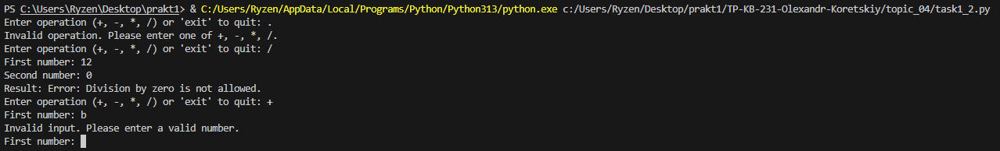 PS C:\Users\Ryzen\Desktop\prakt1> & C:/Users/Ryzen/AppData/Local/Programs/Python/Python313/python.exe c:/Users/Ryzen/Desktop/prakt1/TP-KB-231-Olexandr-Koretskiy/topic_04/task1_2.py
Enter operation (+, -, *, /) or 'exit' to quit: .
Invalid operation. Please enter one of +, -, *, /.
Enter operation (+, -, *, /) or 'exit' to quit: /
First number: 12
Second number: 0
Result: Error: Division by zero is not allowed.
Enter operation (+, -, *, /) or 'exit' to quit: +
First number: b
Invalid input. Please enter a valid number.
First number: